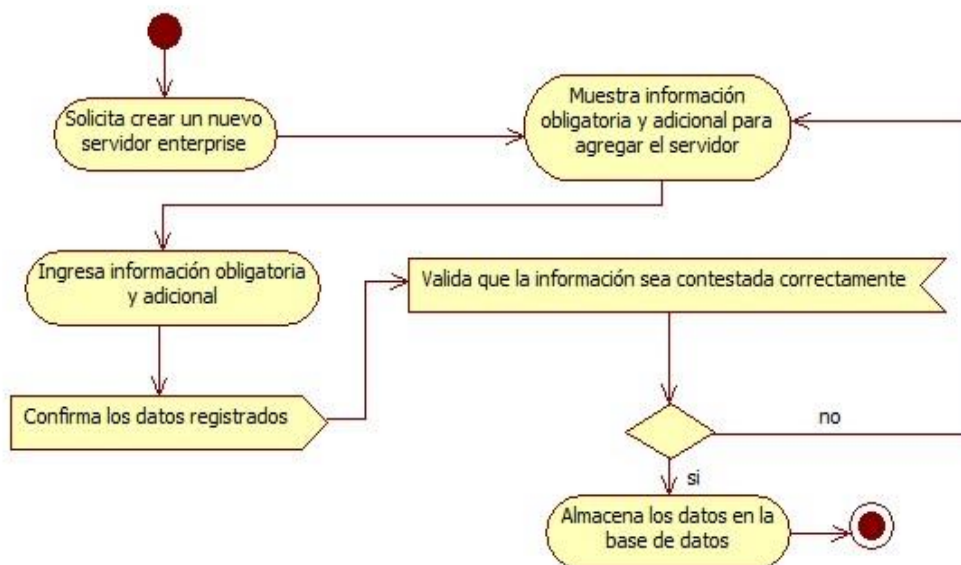 Solicita crear un nuevo
servidor enterprise
Muestra información
obligatoria y adicional para
agregar el servidor
Ingresa información obligatoria
y adicional
Valida que la información sea contestada correctamente
Confirma los datos registrados
no
si
Almacena los datos en la
base de datos